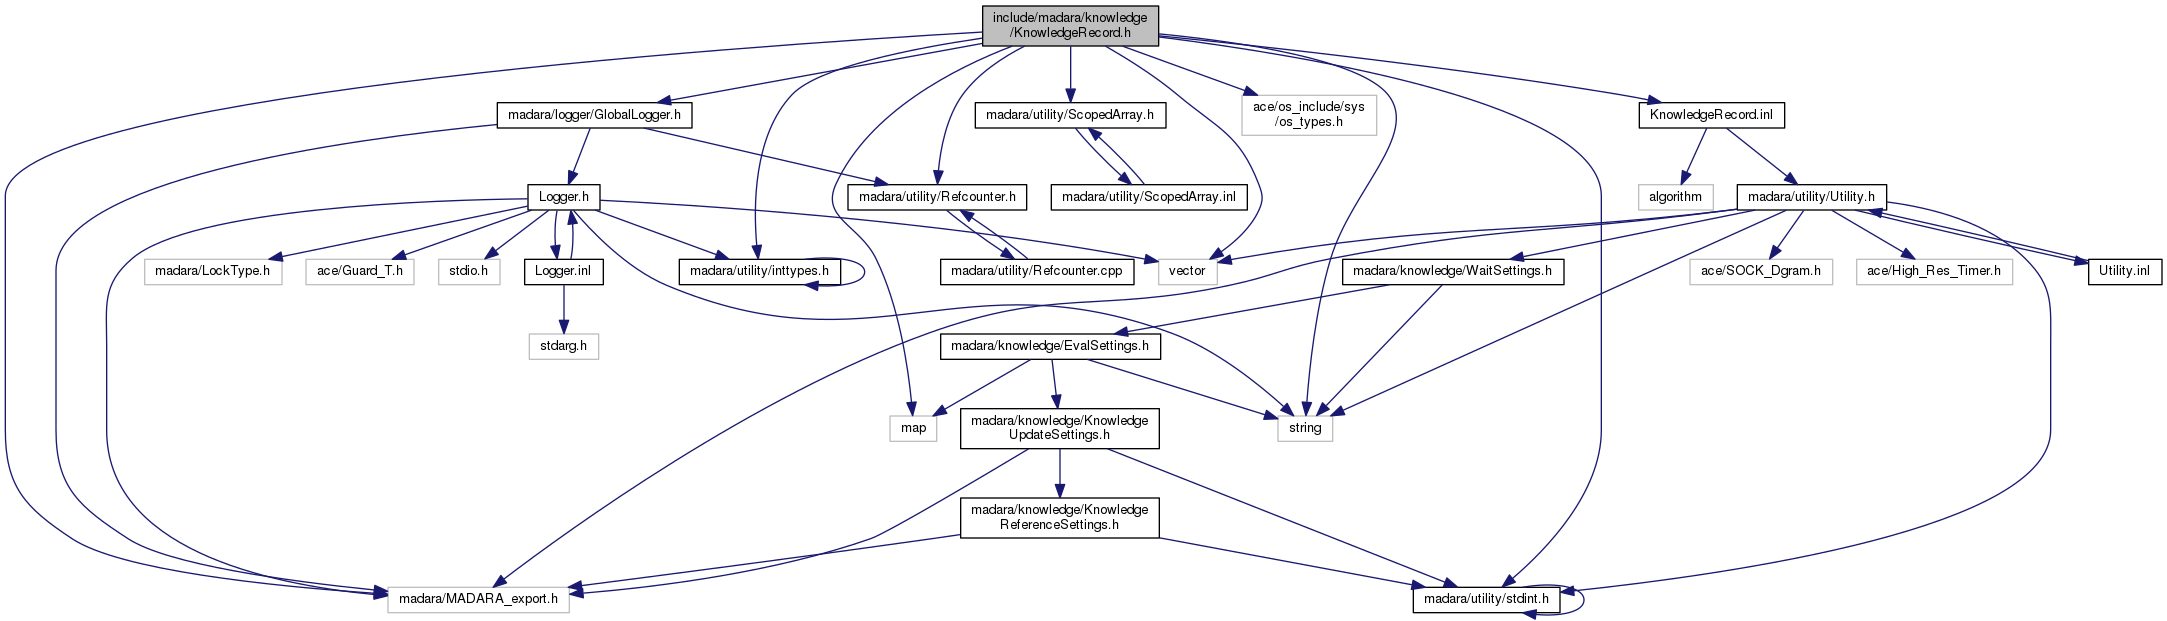 include/madara/knowledge
/KnowledgeRecord.h
madara/logger/GlobalLogger.h
madara/utility/ScopedArray.h
ace/os_include/sys
/os_types.h
KnowledgeRecord.inl
Logger.h
madara/utility/Refcounter.h
madara/utility/ScopedArray.inl
algorithm
madara/utility/Utility.h
madara/LockType.h
ace/Guard_T.h
stdio.h
Logger.inl
madara/utility/inttypes.h
madara/utility/Refcounter.cpp
vector
madara/knowledge/WaitSettings.h
ace/SOCK_Dgram.h
ace/High_Res_Timer.h
Utility.inl
stdarg.h
madara/knowledge/EvalSettings.h
map
madara/knowledge/Knowledge
UpdateSettings.h
string
madara/knowledge/Knowledge
ReferenceSettings.h
madara/MADARA_export.h
madara/utility/stdint.h